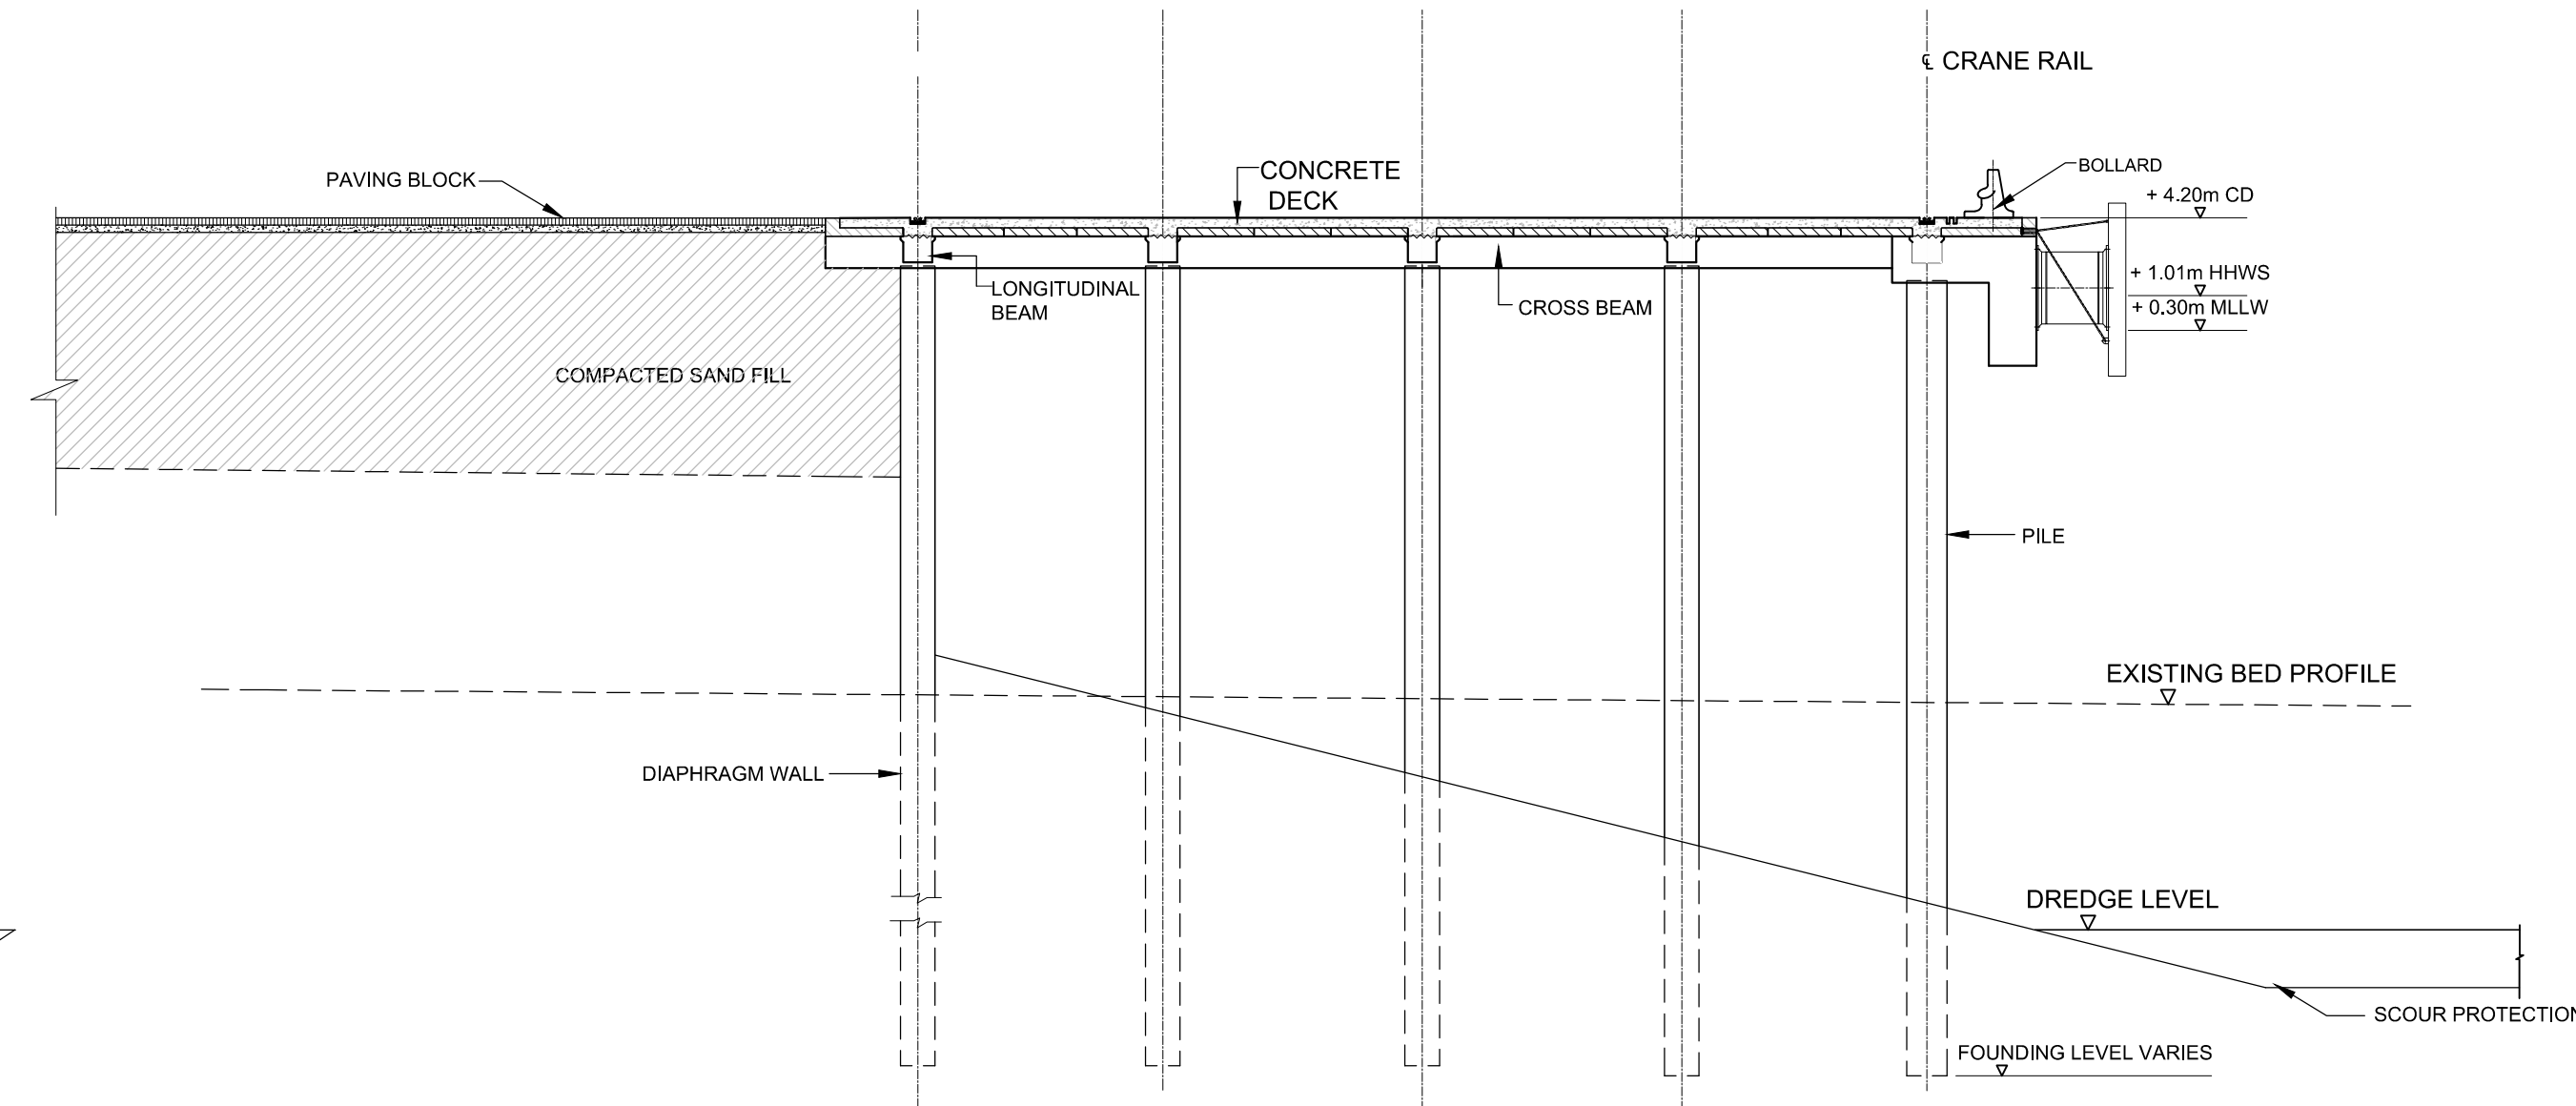 ℄ CRANE RAIL
PAVING BLOCK
CONCRETE
DECK
BOLLARD
+ 4.20m CD
+ 1.01m HHWS
+ 0.30m MLLW
LONGITUDINAL
BEAM
CROSS BEAM
COMPACTED SAND FILL
PILE
EXISTING BED PROFILE
DIAPHRAGM WALL
DREDGE LEVEL
SCOUR PROTECTION
FOUNDING LEVEL VARIES